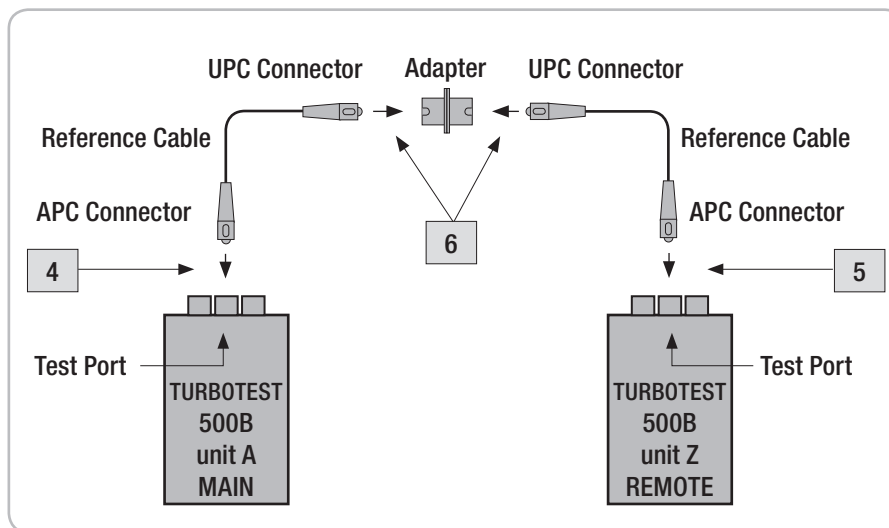 UPC Connector
Adapter
UPC Connector
Reference Cable
Reference Cable
APC Connector
APC Connector
6
4
5
Test Port
Test Port
TURBOTEST
500B
unit A
MAIN
TURBOTEST
500B
unit Z
REMOTE